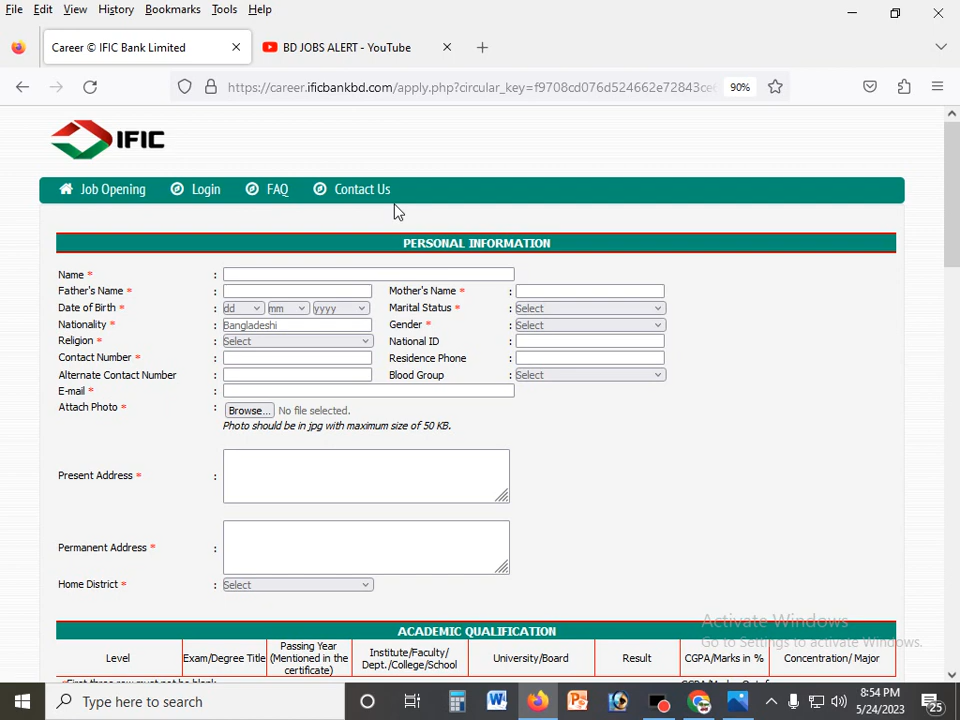 File Edit View History Bookmarks Tools Help
Career © IFIC Bank Limited
BD JOBS ALERT - YouTube
https://career.ificbankbd.com/apply.php?circular_key=f9708cd076d524662e72843ce
90%
IFIC
Job Opening Login FAQ Contact Us
PERSONAL INFORMATION
Name * :
Father's Name * : Mother's Name * :
Date of Birth * : dd mm yyyy Marital Status * : Select
Nationality * : Bangladeshi Gender * : Select
Religion * : Select National ID :
Contact Number * : Residence Phone :
Alternate Contact Number : Blood Group : Select
E-mail * :
Attach Photo * : Browse... No file selected.
Photo should be in jpg with maximum size of 50 KB.
Present Address * :
Permanent Address * :
Home District * : Select
Activate Windows
Go to Settings to activate Windows.
ACADEMIC QUALIFICATION
Level Exam/Degree Title Passing Year (Mentioned in the certificate) Institute/Faculty/ Dept./College/School University/Board Result CGPA/Marks in % Concentration/ Major
Type here to search
8:54 PM
5/24/2023
25